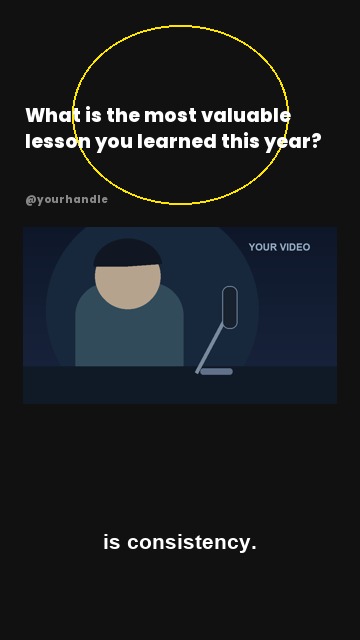 What is the most valuable
lesson you learned this year?
@yourhandle
YOUR VIDEO
is consistency.